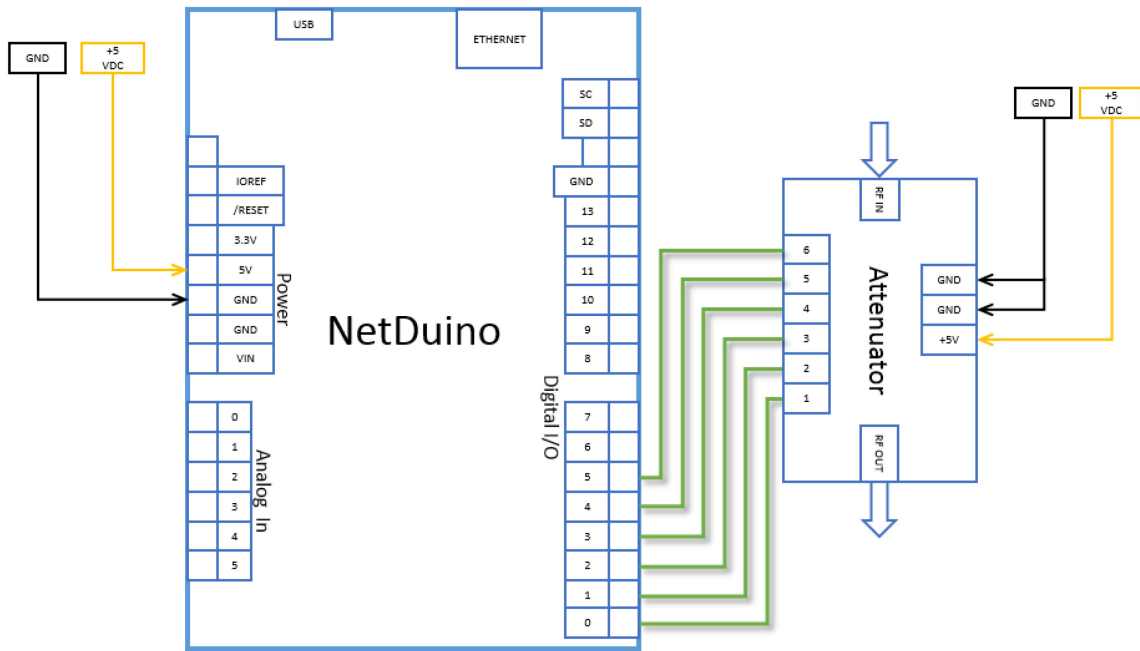 USB
ETHERNET
GND
+5
VDC
SC
SD
GND
13
12
11
10
9
8
IOREF
/RESET
3.3V
5V
GND
GND
VIN
Power
NetDuino
Digital I/O
0
1
2
3
4
5
Analog In
7
6
5
4
3
2
1
0
GND
+5
VDC
RF IN
6
5
4
3
2
1
Attenuator
GND
GND
+5V
RF OUT